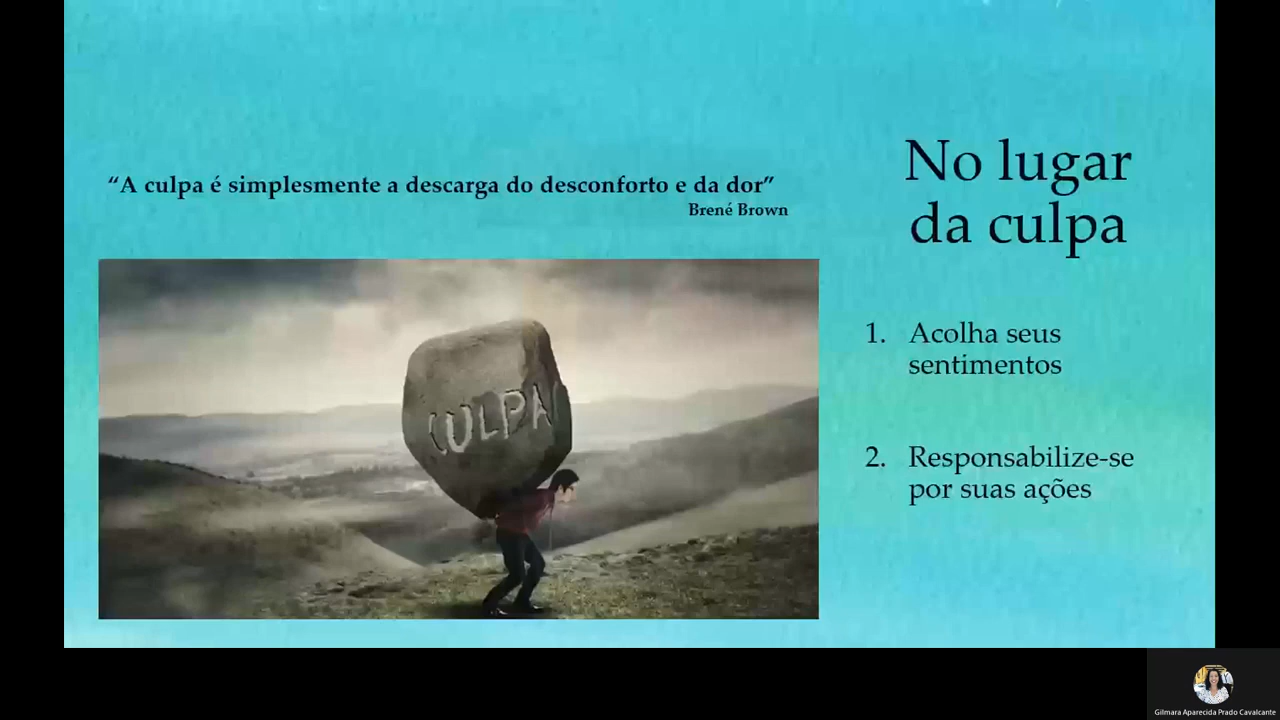 “A culpa é simplesmente a descarga do desconforto e da dor”
Brené Brown
CULPA
No lugar
da culpa
1. Acolha seus
sentimentos
2. Responsabilize-se
por suas ações
Gilmara Aparecida Prado Cavalcante